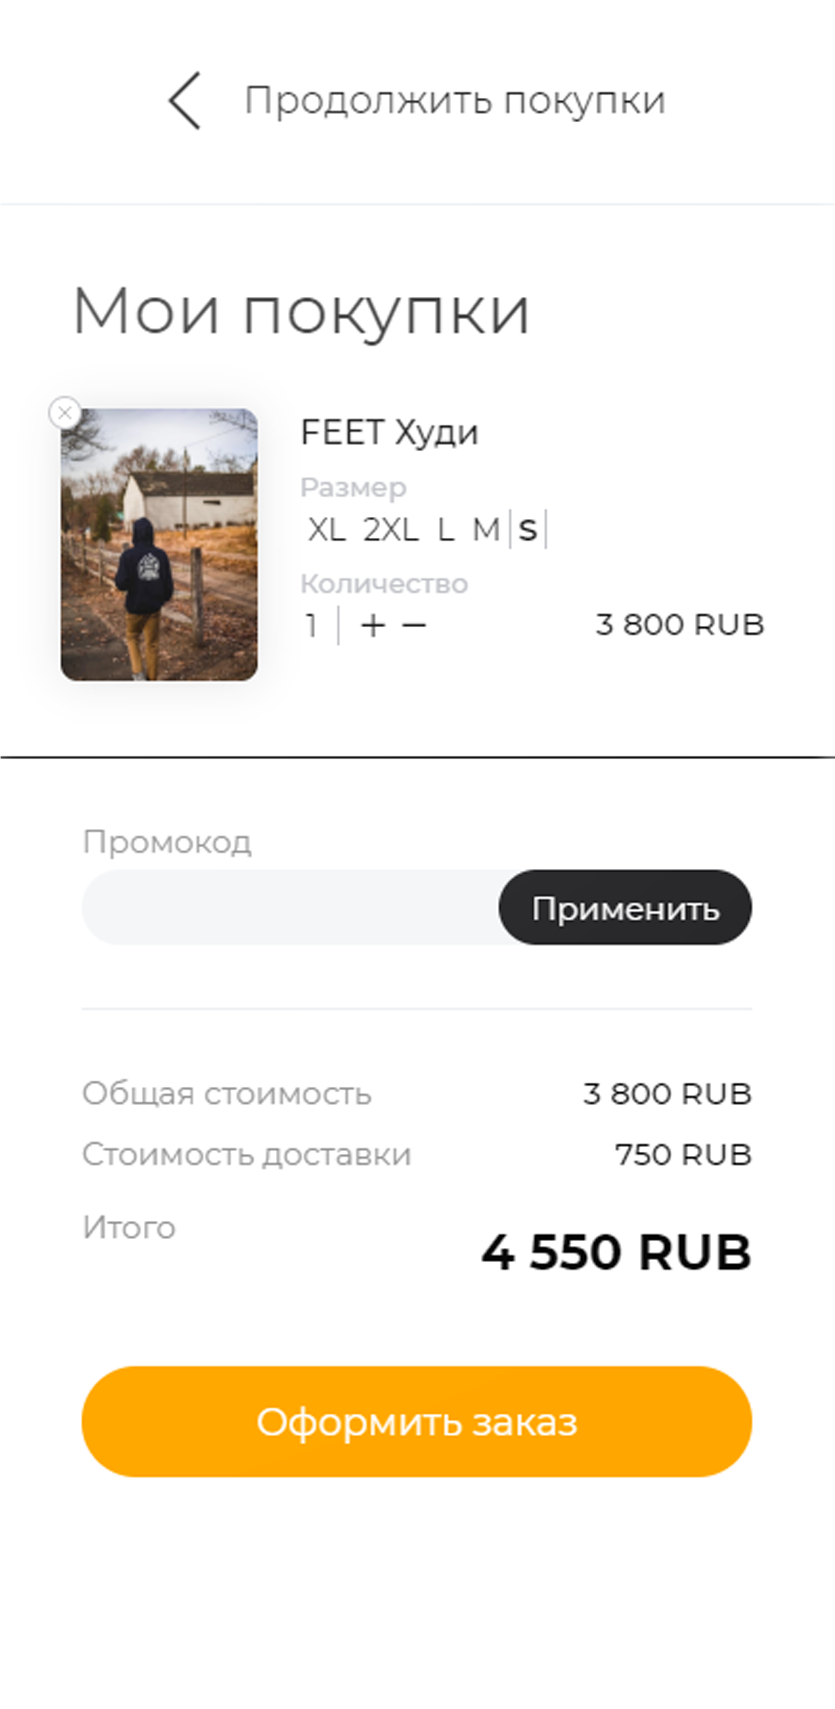 Продолжить покупки
Мои покупки
FEET Худи
Размер
XL 2XL L M S
Количество
1 + − 3 800 RUB
Промокод
Применить
Общая стоимость 3 800 RUB
Стоимость доставки 750 RUB
Итого 4 550 RUB
Оформить заказ